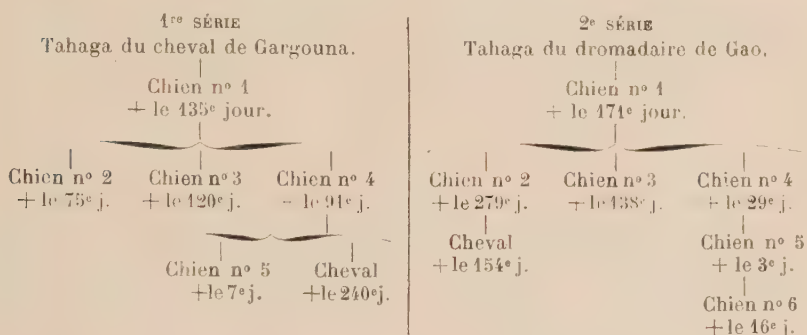 1re SÉRIE
Tahaga du cheval de Gargouna.
Chien no 1
+ le 135e jour.
Chien no 2
+ le 75e j.
Chien no 3
+ le 120e j.
Chien no 4
- le 91e j.
Chien no 5
+le 7e j.
Cheval
+le 240e j.
2e SÉRIE
Tahaga du dromadaire de Gao.
Chien no 1
+ le 171e jour.
Chien no 2
+ le 279e j.
Chien no 3
+ le 138e j.
Chien no 4
+ le 29e j.
Cheval
+ le 154e j.
Chien no 5
+ le 3e j.
Chien no 6
+ le 16e j.